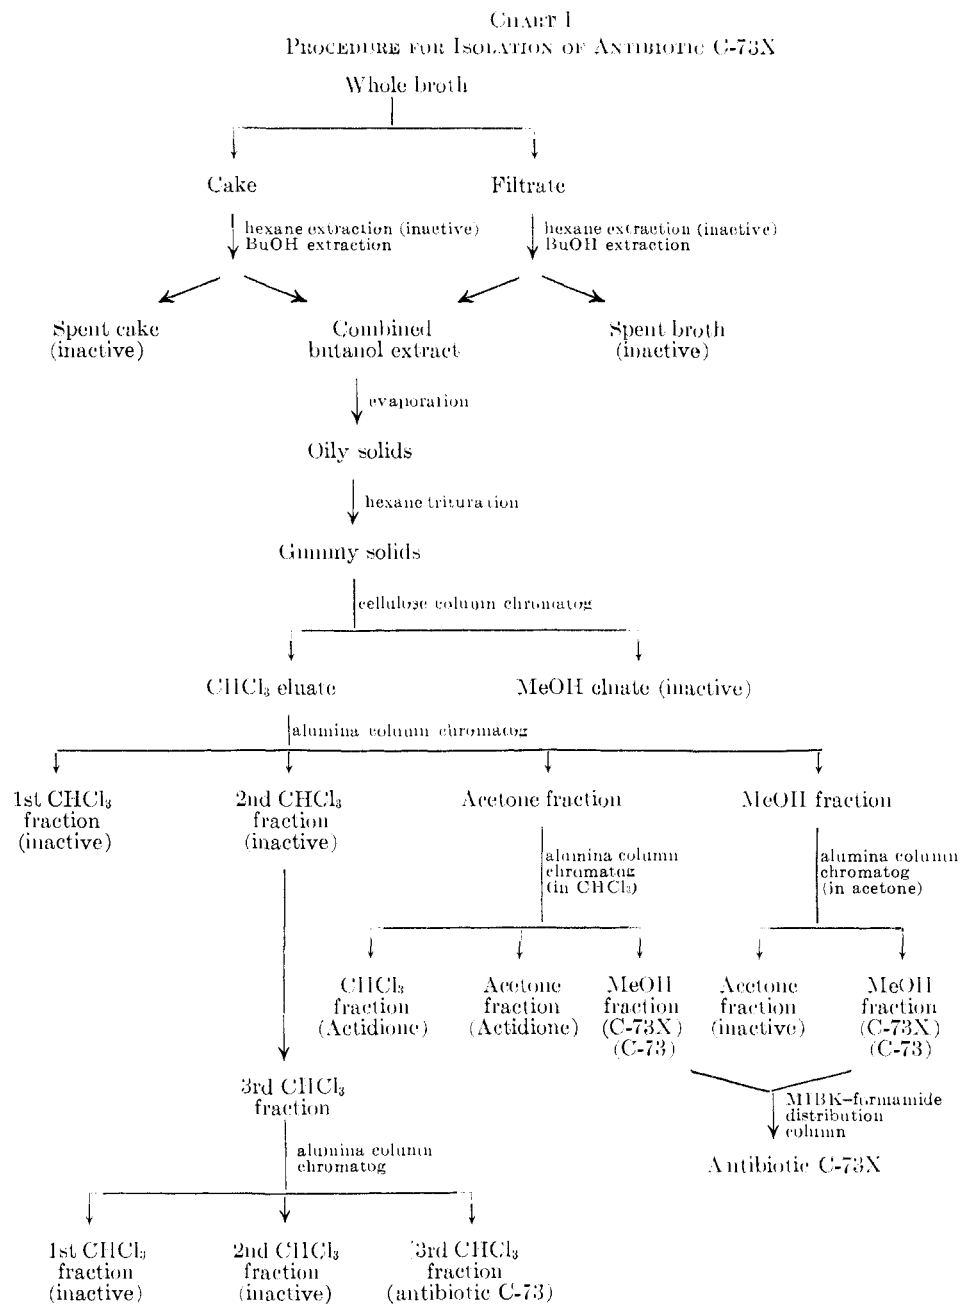 CHART I
PROCEDURE FOR ISOLATION OF ANTIBIOTIC C-73X
Whole broth
Cake
Filtrate
hexane extraction (inactive)
BuOH extraction
hexane extraction (inactive)
BuOH extraction
Spent cake
(inactive)
Combined
butanol extract
Spent broth
(inactive)
evaporation
Oily solids
hexane trituration
Gummy solids
cellulose column chromatog
CHCl₃ eluate
MeOH eluate (inactive)
alumina column chromatog
1st CHCl₃
fraction
(inactive)
2nd CHCl₃
fraction
(inactive)
Acetone fraction
MeOH fraction
alumina column
chromatog
(in CHCl₃)
alumina column
chromatog
(in acetone)
CHCl₃
fraction
(Actidione)
Acetone
fraction
(Actidione)
MeOH
fraction
(C-73X)
(C-73)
Acetone
fraction
(inactive)
MeOH
fraction
(C-73X)
(C-73)
3rd CHCl₃
fraction
MIBK–formamide
distribution
column
Antibiotic C-73X
alumina column
chromatog
1st CHCl₃
fraction
(inactive)
2nd CHCl₃
fraction
(inactive)
3rd CHCl₃
fraction
(antibiotic C-73)